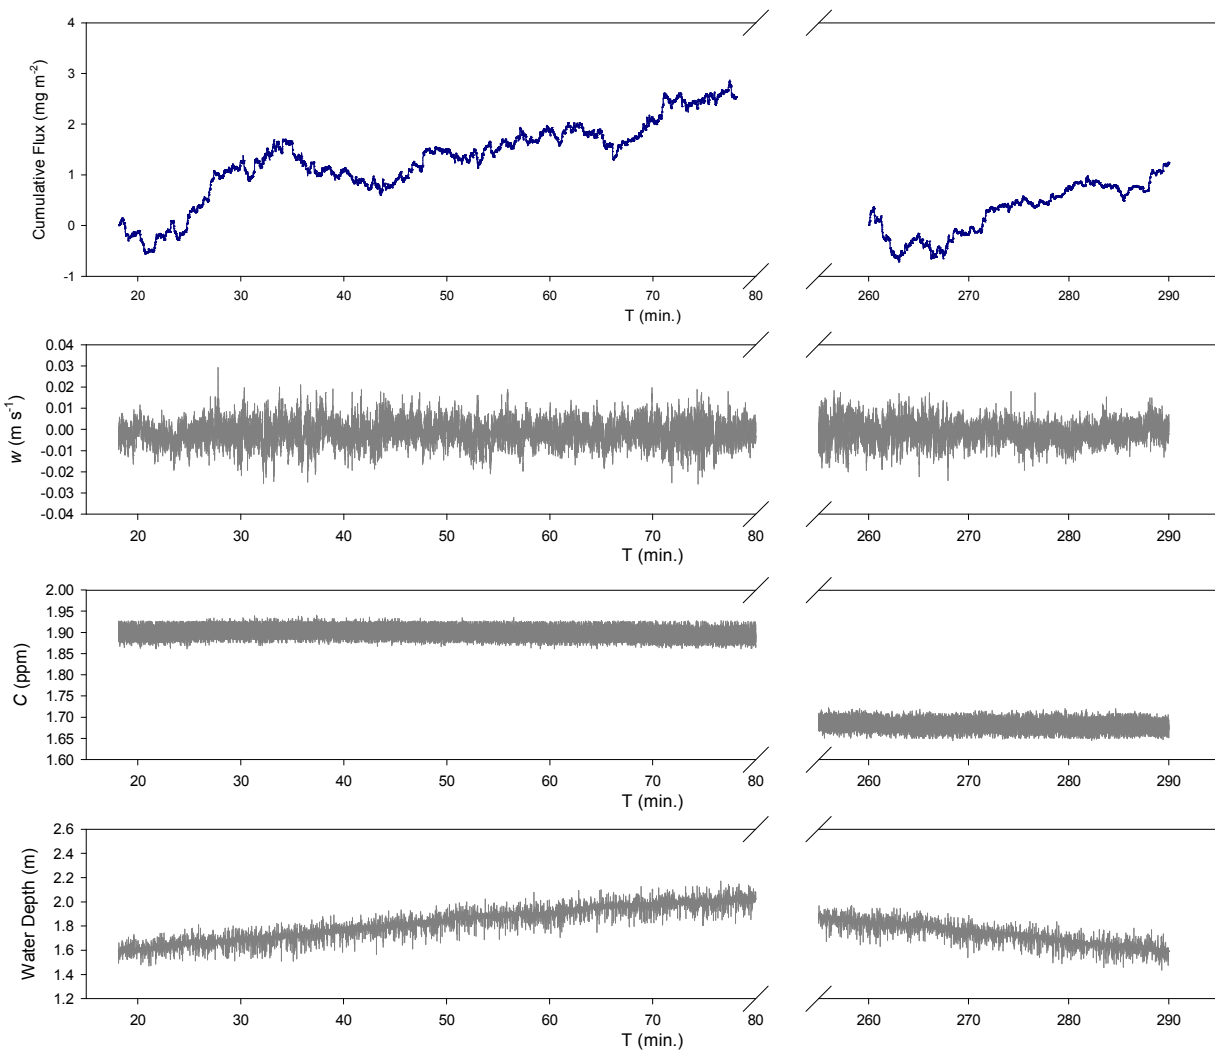 4
3
2
1
0
-1
Cumulative Flux (mg m⁻²)
20 30 40 50 60 70 80 260 270 280 290
T (min.)
0.04
0.03
0.02
0.01
0.00
-0.01
-0.02
-0.03
-0.04
w (m s⁻¹)
20 30 40 50 60 70 80 260 270 280 290
T (min.)
2.00
1.95
1.90
1.85
1.80
1.75
1.70
1.65
1.60
C (ppm)
20 30 40 50 60 70 80 260 270 280 290
T (min.)
2.6
2.4
2.2
2.0
1.8
1.6
1.4
1.2
Water Depth (m)
20 30 40 50 60 70 80 260 270 280 290
T (min.)